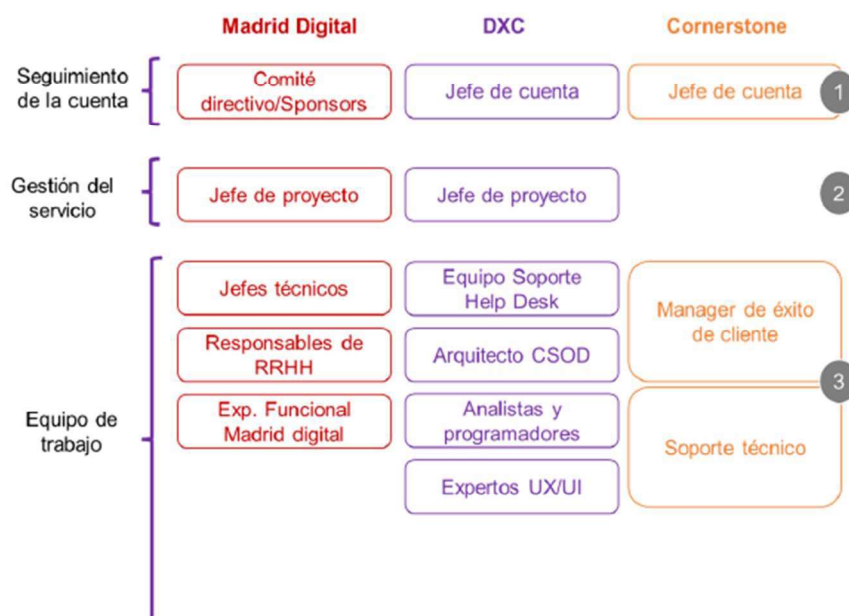 Madrid Digital
DXC
Cornerstone
Seguimiento
de la cuenta
Comité
directivo/Sponsors
Jefe de cuenta
Jefe de cuenta
1
Gestión del
servicio
Jefe de proyecto
Jefe de proyecto
2
Equipo de
trabajo
Jefes técnicos
Responsables de
RRHH
Exp. Funcional
Madrid digital
Equipo Soporte
Help Desk
Arquitecto CSOD
Analistas y
programadores
Expertos UX/UI
Manager de éxito
de cliente
Soporte técnico
3